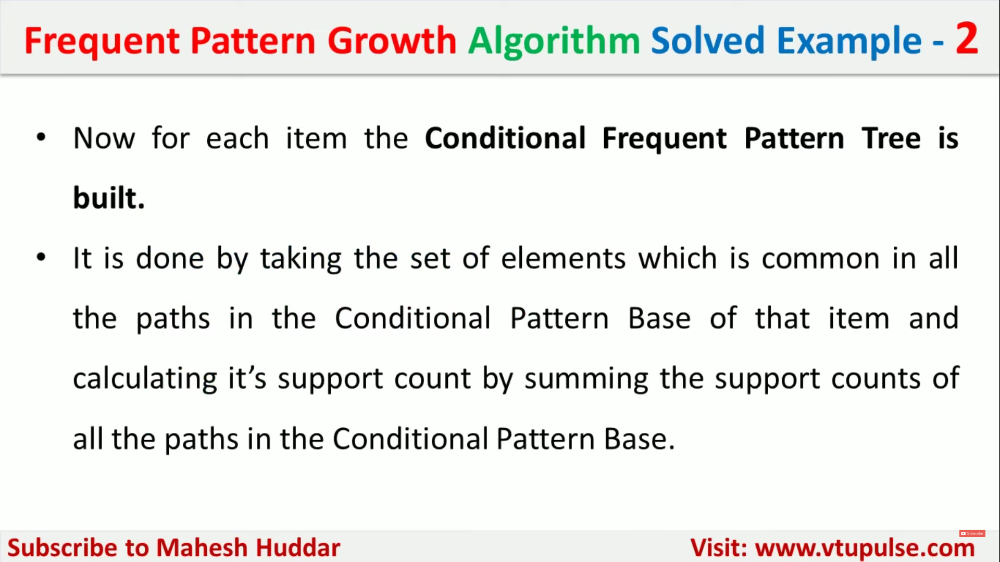 Frequent Pattern Growth Algorithm Solved Example - 2
• Now for each item the Conditional Frequent Pattern Tree is
built.
• It is done by taking the set of elements which is common in all
the paths in the Conditional Pattern Base of that item and
calculating it’s support count by summing the support counts of
all the paths in the Conditional Pattern Base.
Subscribe
Subscribe to Mahesh Huddar
Visit: www.vtupulse.com